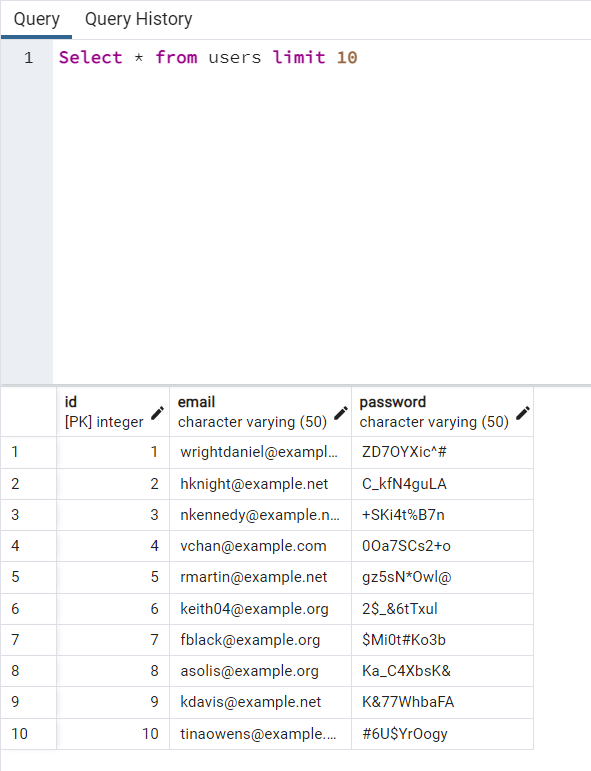 Query Query History
1 Select * from users limit 10
id email password
[PK] integer character varying (50) character varying (50)
1 1 wrightdaniel@exampl... ZD7OYXic^#
2 2 hknight@example.net C_kfN4guLA
3 3 nkennedy@example.n... +SKi4t%B7n
4 4 vchan@example.com 0Oa7SCs2+o
5 5 rmartin@example.net gz5sN*Owl@
6 6 keith04@example.org 2$_&6tTxul
7 7 fblack@example.org $Mi0t#Ko3b
8 8 asolis@example.org Ka_C4XbsK&
9 9 kdavis@example.net K&77WhbaFA
10 10 tinaowens@example.... #6U$YrOogy